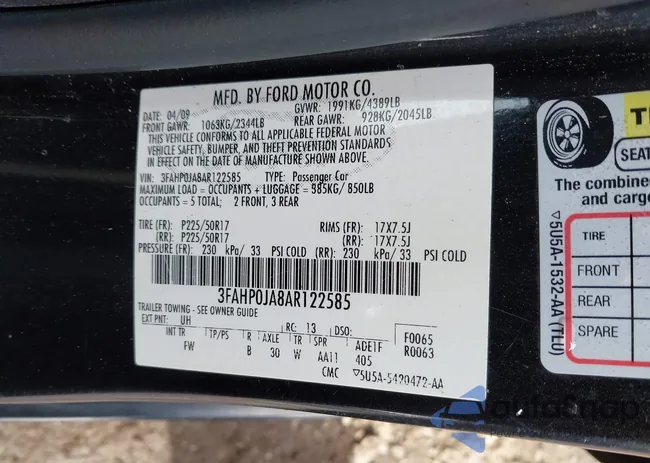 MFD. BY FORD MOTOR CO.
DATE: 04/09 GVWR: 1991KG/4389LB
FRONT GAWR: 1063KG/2344LB REAR GAWR: 928KG/2045LB
THIS VEHICLE CONFORMS TO ALL APPLICABLE FEDERAL MOTOR
VEHICLE SAFETY, BUMPER, AND THEFT PREVENTION STANDARDS
IN EFFECT ON THE DATE OF MANUFACTURE SHOWN ABOVE.
VIN: 3FAHP0JA8AR122585 TYPE: Passenger Car
MAXIMUM LOAD = OCCUPANTS + LUGGAGE = 385KG/ 850LB
OCCUPANTS = 5 TOTAL; 2 FRONT, 3 REAR
TIRE (FR): P225/50R17 RIMS (FR): 17X7.5J
(RR): P225/50R17 (RR): 17X7.5J
PRESSURE (FR): 230 kPa/ 33 PSI COLD (RR): 230 kPa/ 33 PSI COLD
3FAHP0JA8AR122585
TRAILER TOWING - SEE OWNER GUIDE
EXT PNT: UH RC: 13 DSO: F0065
INT TR TP/PS R AXLE TR SPR ADE1F R0063
FW B 30 W AA11 405
CMC ▽5U5A-5420472-AA
SEAT
The combine
and cargo
TIRE
FRONT
REAR
SPARE
▽5U5A-1532-AA (TEU)
autoSnap